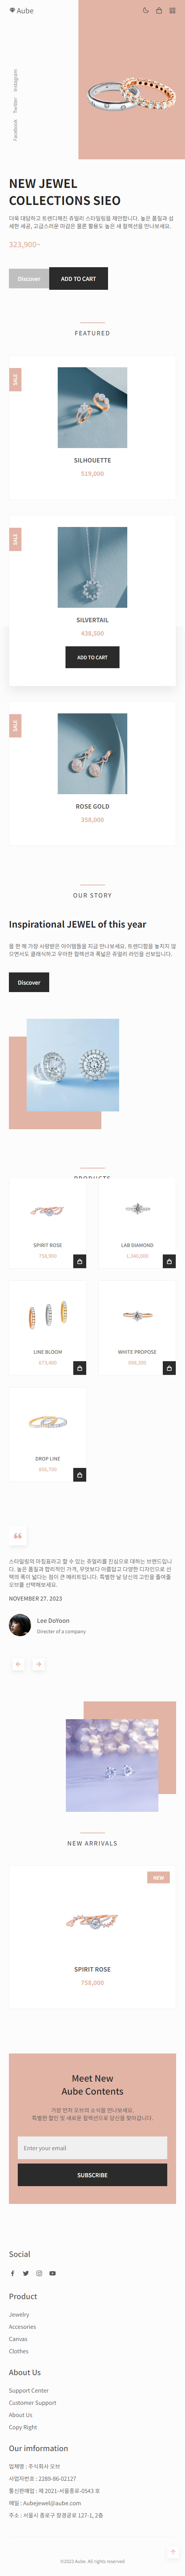 Aube
Instagram
Twitter
Facebook
NEW JEWEL
COLLECTIONS SIEO
더욱 대담하고 트렌디해진 쥬얼리 스타일링을 제안합니다. 높은 품질과 섬
세한 세공, 고급스러운 마감은 물론 활용도 높은 새 컬렉션을 만나보세요.
323,900~
Discover
ADD TO CART
FEATURED
SALE
SILHOUETTE
519,000
SALE
SILVERTAIL
438,500
ADD TO CART
SALE
ROSE GOLD
358,000
OUR STORY
Inspirational JEWEL of this year
올 한 해 가장 사랑받은 아이템들을 지금 만나보세요. 트렌디함을 놓치지 않
으면서도 클래식하고 우아한 컬렉션과 폭넓은 쥬얼리 라인을 선보입니다.
Discover
PRODUCTS
SPIRIT ROSE
758,900
LAB DIAMOND
1,340,000
LINE BLOOM
673,400
WHITE PROPOSE
698,300
DROP LINE
856,700
스타일링의 마침표라고 할 수 있는 쥬얼리를 진심으로 대하는 브랜드입니
다. 높은 품질과 합리적인 가격, 무엇보다 아름답고 다양한 디자인으로 선
택의 폭이 넓다는 점이 큰 메리트입니다. 특별한 날 당신의 고민을 줄여줄
오브를 선택해보세요.
NOVEMBER 27. 2023
Lee DoYoon
Director of a company
NEW ARRIVALS
NEW
SPIRIT ROSE
758,000
Meet New
Aube Contents
가장 먼저 오브의 소식을 만나보세요.
특별한 할인 및 새로운 컬렉션으로 당신을 찾아갑니다.
Enter your email
SUBSCRIBE
Social
Product
Jewelry
Accesories
Canvas
Clothes
About Us
Support Center
Customer Support
About Us
Copy Right
Our imformation
업체명 : 주식회사 오브
사업자번호 : 2289-86-02127
통신판매업 : 제 2021-서울종로-0543 호
메일 : Aubejewel@aube.com
주소 : 서울시 종로구 창경궁로 127-1, 2층
©2023 Aube. All rights reserved